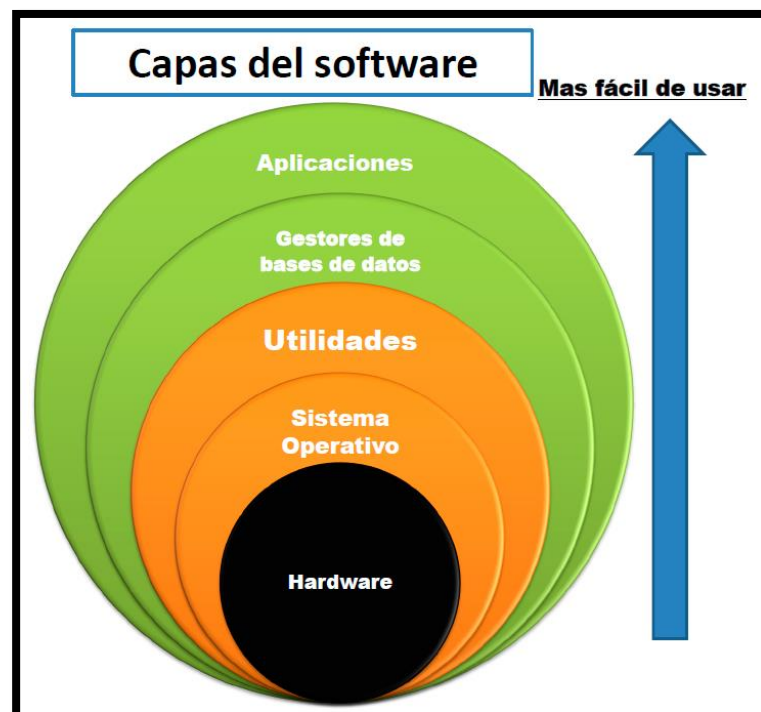 Capas del software
Mas fácil de usar
Aplicaciones
Gestores de
bases de datos
Utilidades
Sistema
Operativo
Hardware